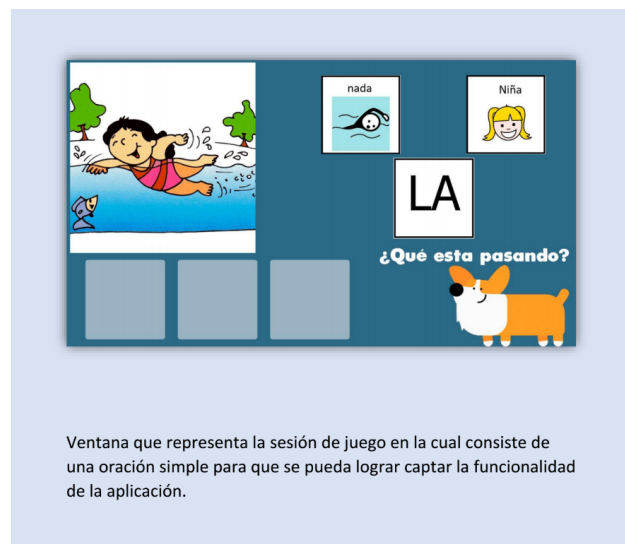 nada
Niña
LA
¿Qué esta pasando?
Ventana que representa la sesión de juego en la cual consiste de
una oración simple para que se pueda lograr captar la funcionalidad
de la aplicación.